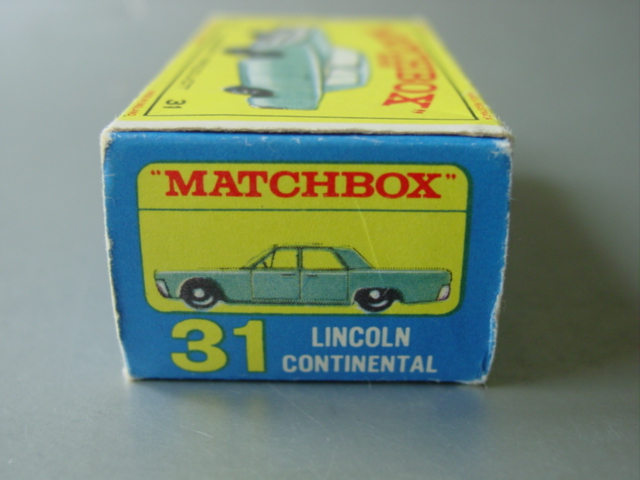 "MATCHBOX"
31
LINCOLN
CONTINENTAL
"MATCHBOX"
31